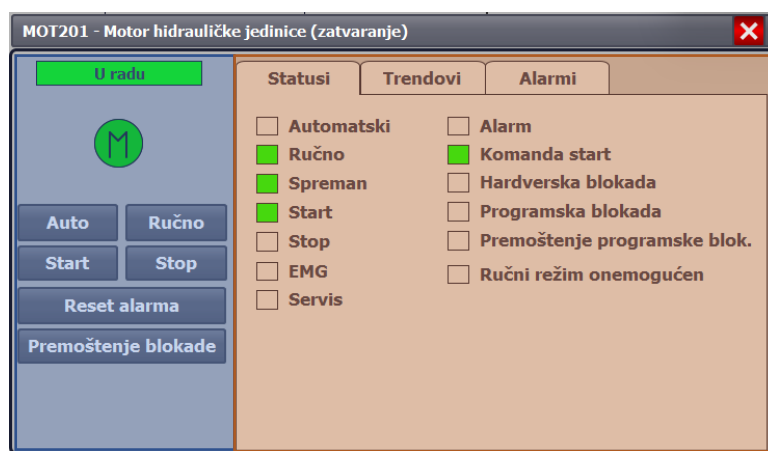 MOT201 - Motor hidrauličke jedinice (zatvaranje)
U radu
M
Auto
Ručno
Start
Stop
Reset alarma
Premoštenje blokade
Statusi
Trendovi
Alarmi
Automatski
Ručno
Spreman
Start
Stop
EMG
Servis
Alarm
Komanda start
Hardverska blokada
Programska blokada
Premoštenje programske blok.
Ručni režim onemogućen